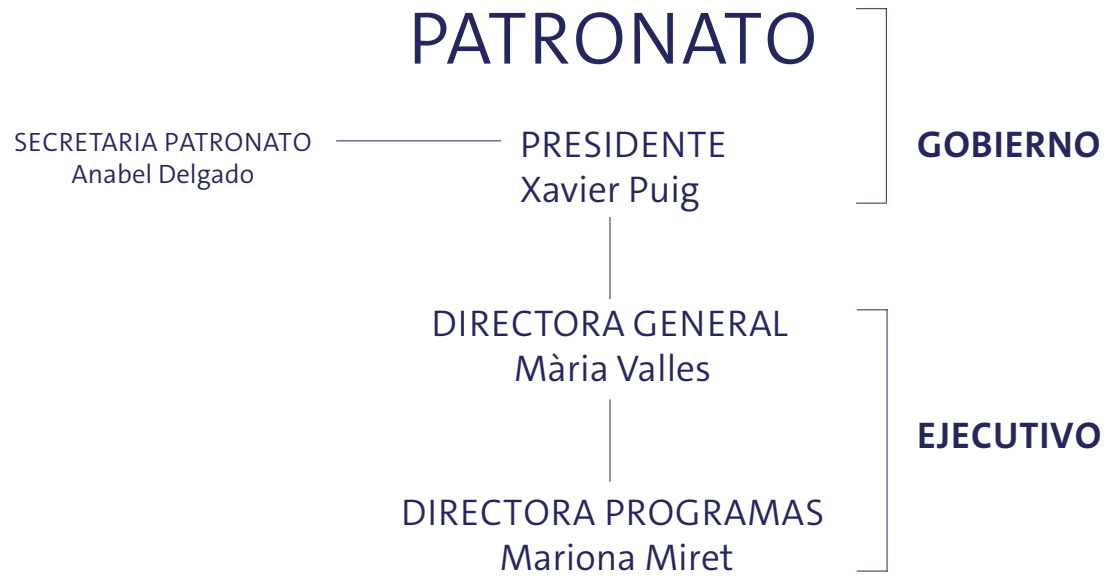 PATRONATO
SECRETARIA PATRONATO
Anabel Delgado
PRESIDENTE
Xavier Puig
GOBIERNO
DIRECTORA GENERAL
Mària Valles
EJECUTIVO
DIRECTORA PROGRAMAS
Mariona Miret